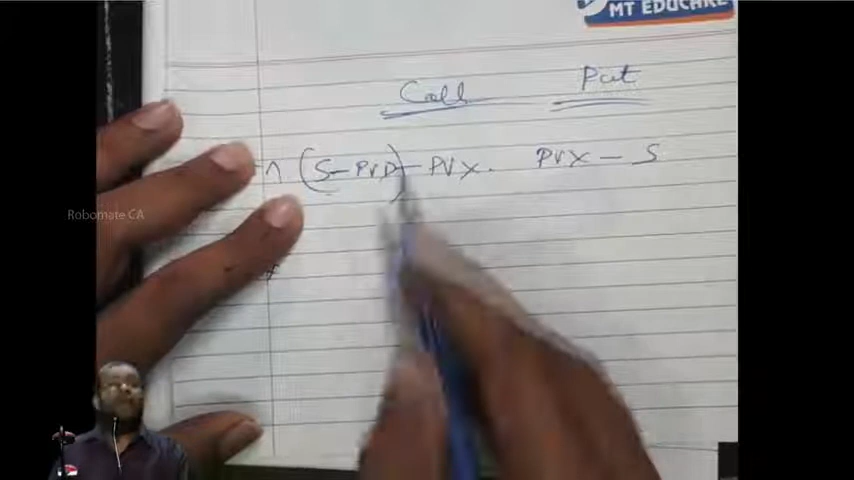 MT EDUCARE
Call Put
(S - PVD) - PVX. PVX - S
Robomate CA